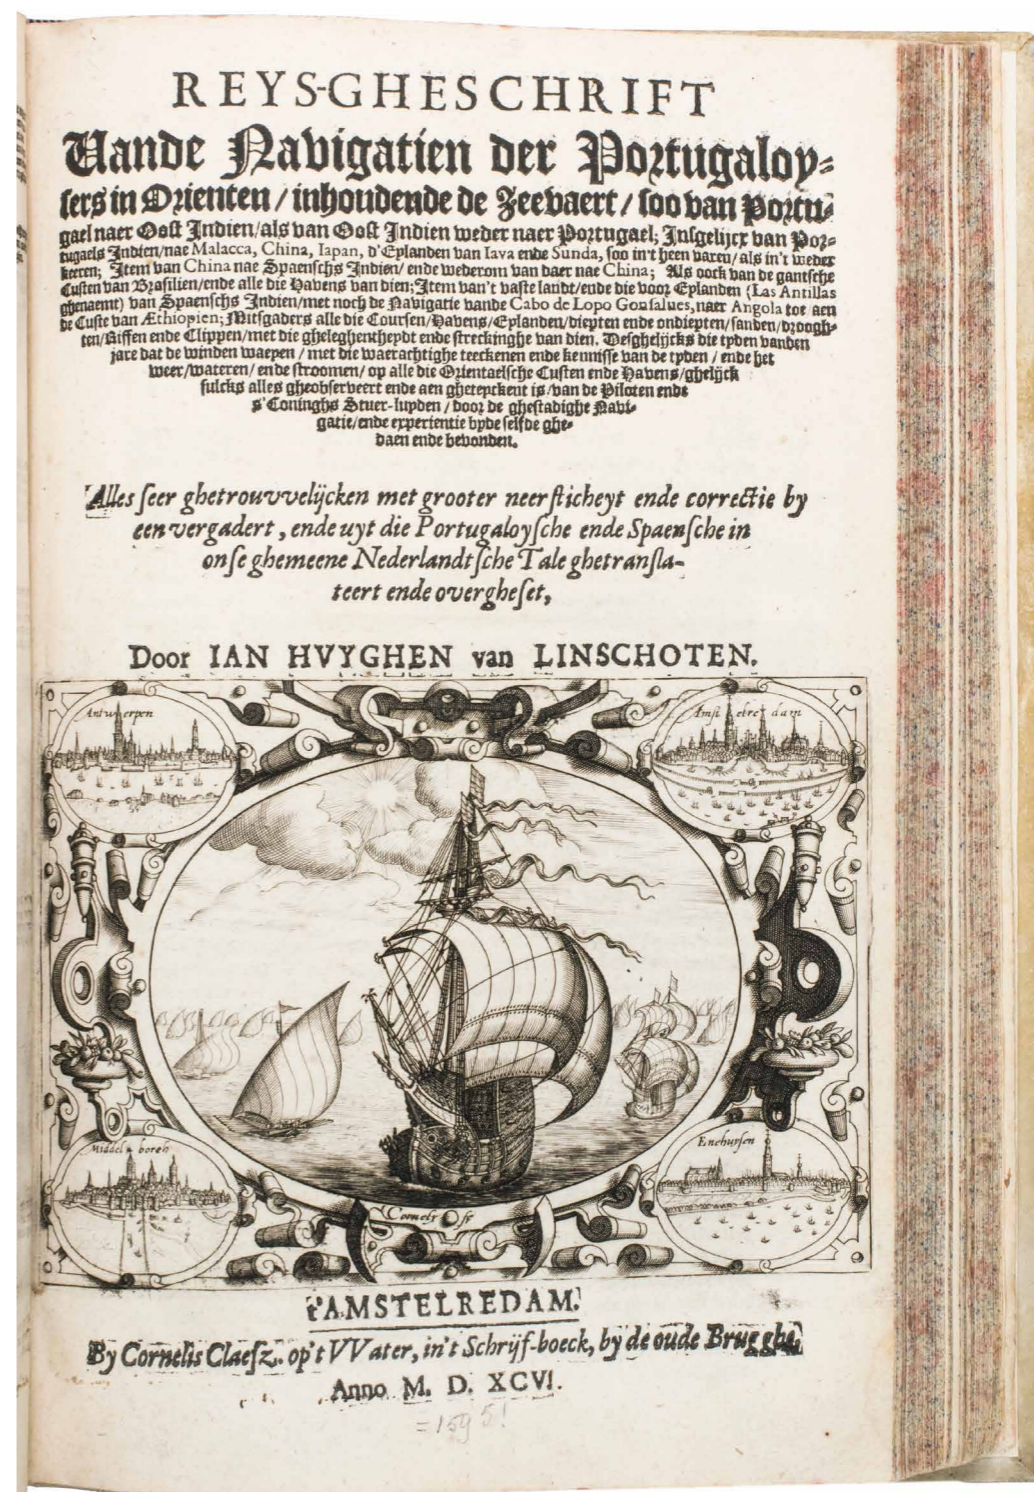 REYS-GHESCHRIFT
Vande Navigatien der Portugaloy-
sers in Orienten / inhoudende de Zeevaert / soo van Portu-
gael naer Oost Indien / als van Oost Indien weder naer Portugael; Insgelijcx van Por-
tugaels Indien / nae Malacca, China, Iapan, d'Eylanden van Iava ende Sunda, soo in't heen varen / als in't weder
keeren; Item van China nae Spaenschs Indien / ende wederom van daer nae China; Als oock van de gantsche
Custen van Brasilien / ende alle die Havens van dien; Item van't vaste landt / ende die voor Eylanden (Las Antillas
ghenaemt) van Spaenschs Indien / met noch de Navigatie vande Cabo de Lopo Gonsalues, naer Angola toe / aen
de Custe van Æthiopien; Mitsgaders alle die Coursen / Havens / Eylanden / diepten ende ondiepten / sanden / droogh-
ten / Riffen ende Clippen / met die gheleghentheydt ende streckinghe van dien. Desghelijcks die tyden vanden
jare dat de winden waeyen / met die waerachtighe teeckenen ende kennisse van de tyden / ende het
weer / wateren / ende stroomen / op alle die Orientaelsche Custen ende Havens / ghelijck
sulcks alles gheobserveert ende aen gheteyckent is / van de Piloten ende
s'Coninghs Stuer-luyden / door de ghestadighe Navi-
gatie / ende experientie byde selfde ghe-
daen ende bevonden.
Alles seer ghetrouvvelijcken met grooter neersticheyt ende correctie by
een vergadert, ende uyt die Portugaloysche ende Spaensche in
onse ghemeene Nederlandtsche Tale ghetransla-
teert ende overgheset,
Door IAN HVYGHEN van LINSCHOTEN.
Antwerpen
Amstelredam
Middelborch
Enchuysen
t'AMSTELREDAM.
By Cornelis Claesz. op't VVater, in't Schrijf-boeck, by de oude Brugghe.
Anno M. D. XCVI.
=1595!